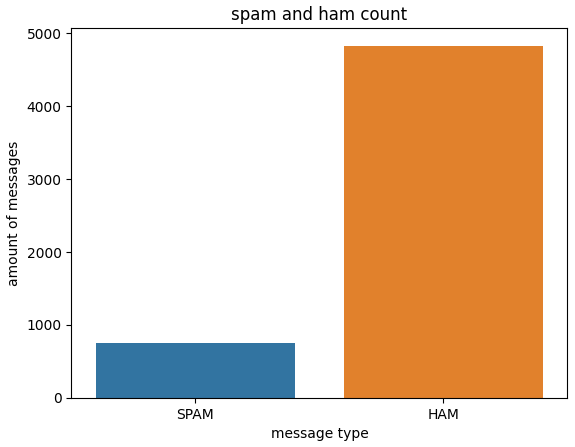 spam and ham count
5000
4000
3000
2000
1000
0
amount of messages
SPAM
HAM
message type